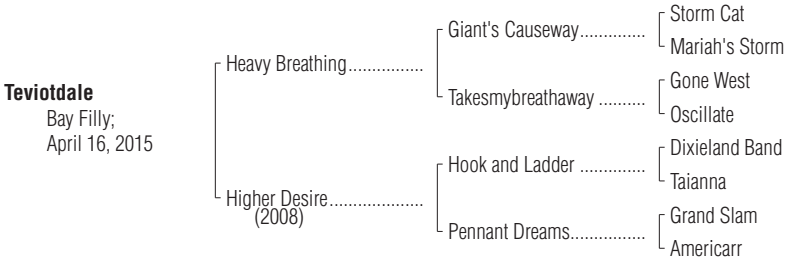 Storm Cat
Giant's Causeway..............
Mariah's Storm
Heavy Breathing................
Gone West
Takesmybreathaway ..........
Oscillate
Teviotdale
Bay Filly;
April 16, 2015
Dixieland Band
Hook and Ladder ..............
Taianna
Higher Desire....................
(2008)
Grand Slam
Pennant Dreams................
Americarr